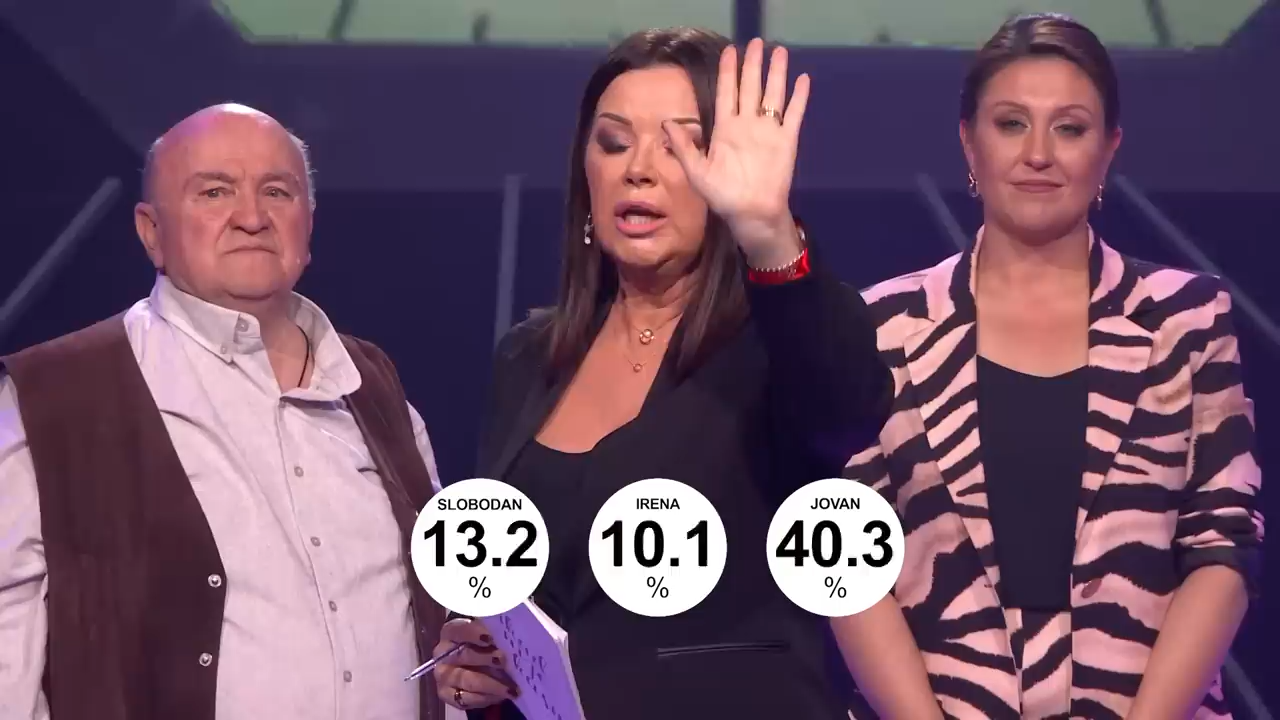 SLOBODAN
13.2
%
IRENA
10.1
%
JOVAN
40.3
%